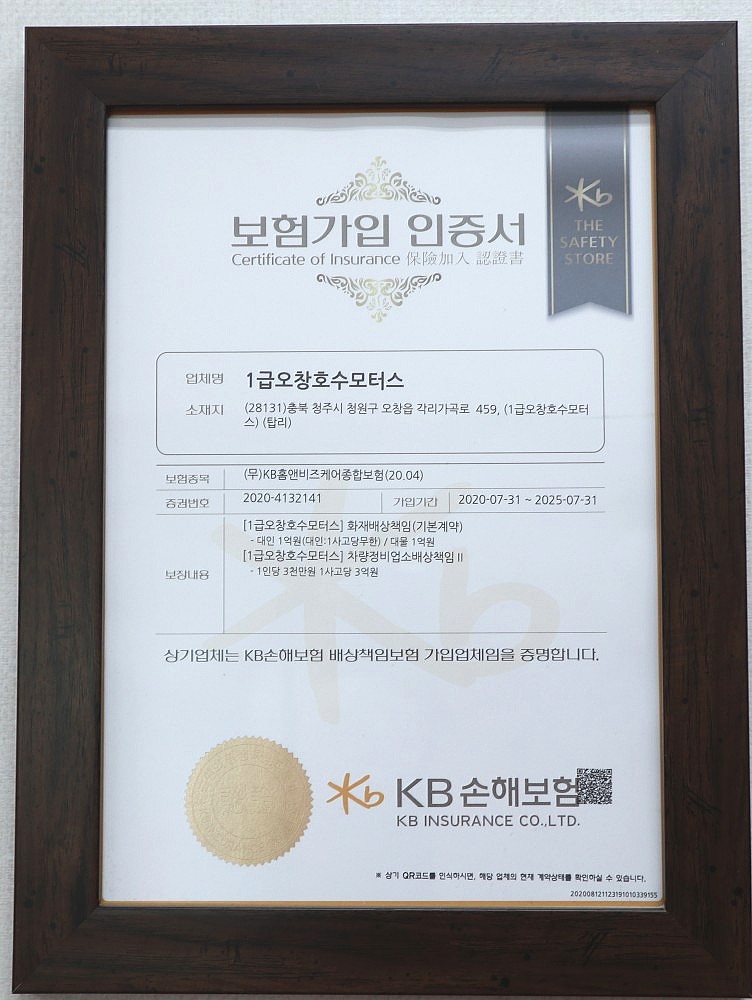 Kb
THE
SAFETY
STORE
보험가입 인증서
Certificate of Insurance 保險加入 認證書
업체명 1급오창호수모터스
소재지 (28131)충북 청주시 청원구 오창읍 각리가곡로 459, (1급오창호수모터
스) (탑리)
보험종목 (무)KB홈앤비즈케어종합보험(20.04)
증권번호 2020-4132141 가입기간 2020-07-31 ~ 2025-07-31
보장내용
[1급오창호수모터스] 화재배상책임(기본계약)
- 대인 1억원(대인:1사고당무한) / 대물 1억원
[1급오창호수모터스] 차량정비업소배상책임Ⅱ
- 1인당 3천만원 1사고당 3억원
상기업체는 KB손해보험 배상책임보험 가입업체임을 증명합니다.
Kb KB손해보험
KB INSURANCE CO.,LTD.
※ 상기 QR코드를 인식하시면, 해당 업체의 현재 계약상태를 확인하실 수 있습니다.
202008121123191010339155